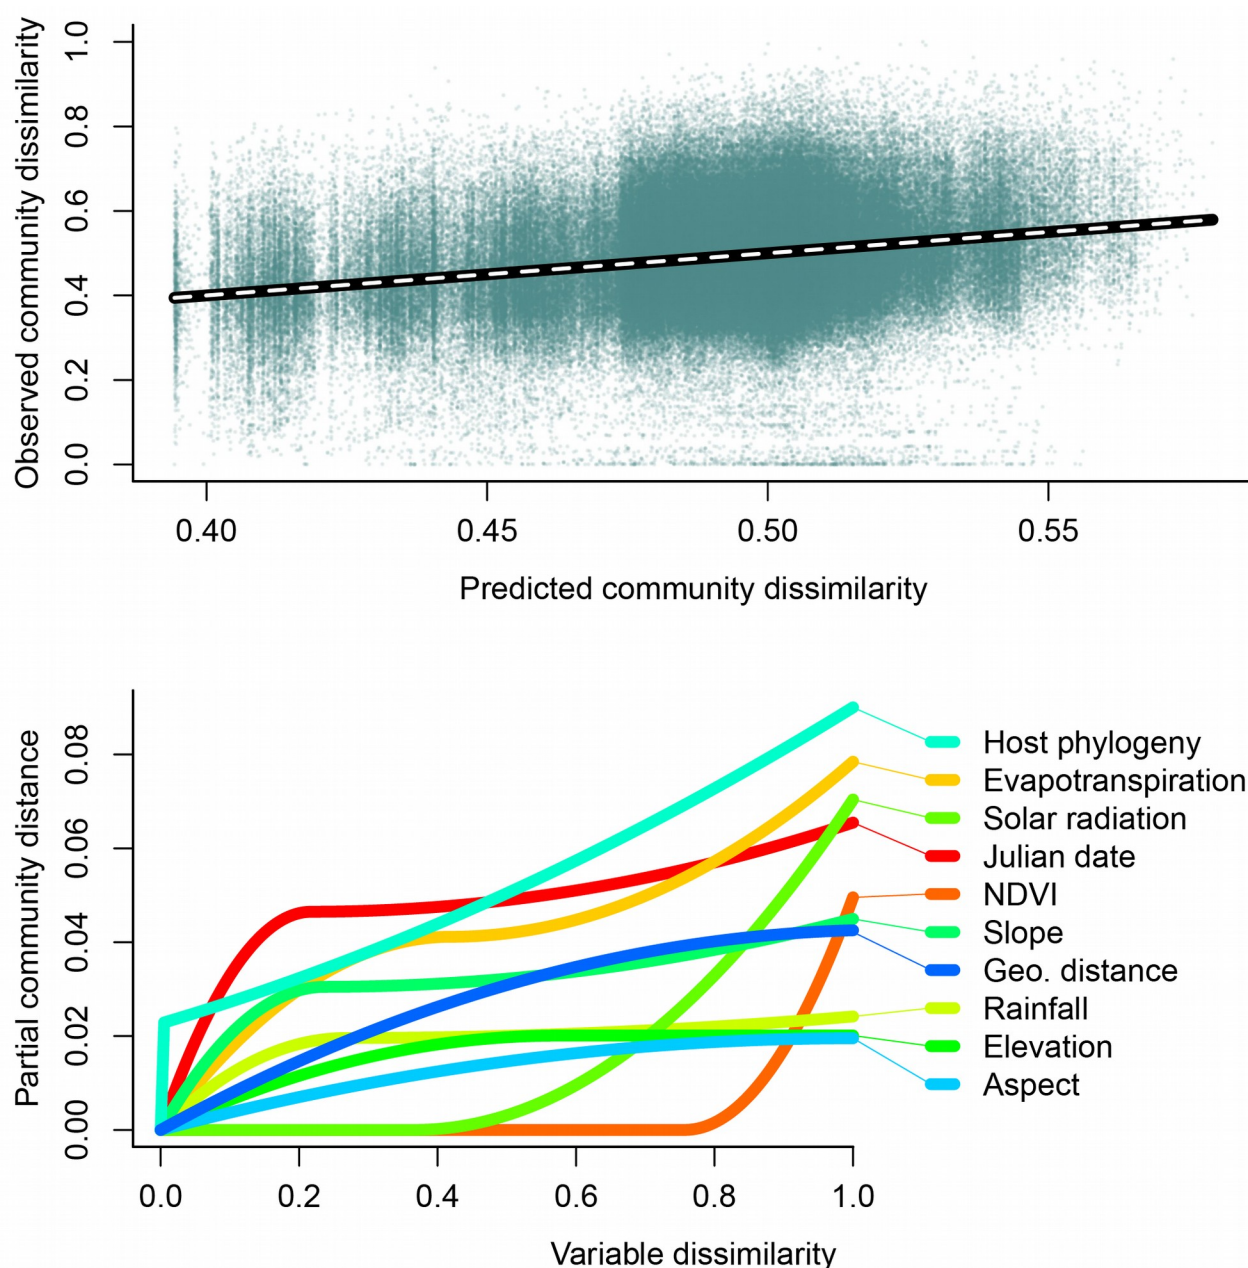 Observed community dissimilarity
1.0
0.8
0.6
0.4
0.2
0.0
0.40 0.45 0.50 0.55
Predicted community dissimilarity
Partial community distance
0.08
0.06
0.04
0.02
0.00
Host phylogeny
Evapotranspiration
Solar radiation
Julian date
NDVI
Slope
Geo. distance
Rainfall
Elevation
Aspect
0.0 0.2 0.4 0.6 0.8 1.0
Variable dissimilarity